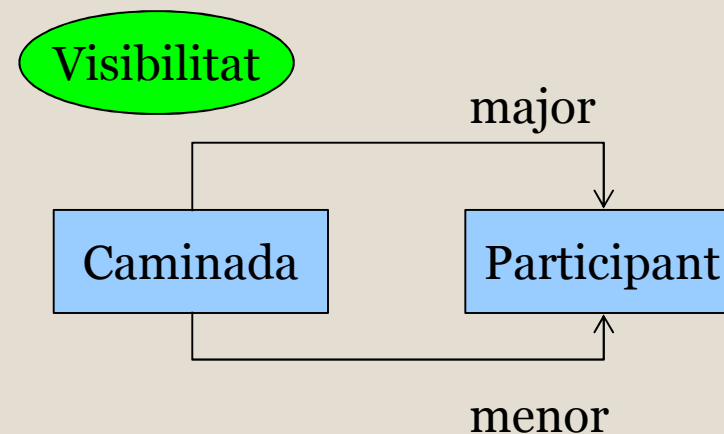 Visibilitat
major
Caminada
Participant
menor